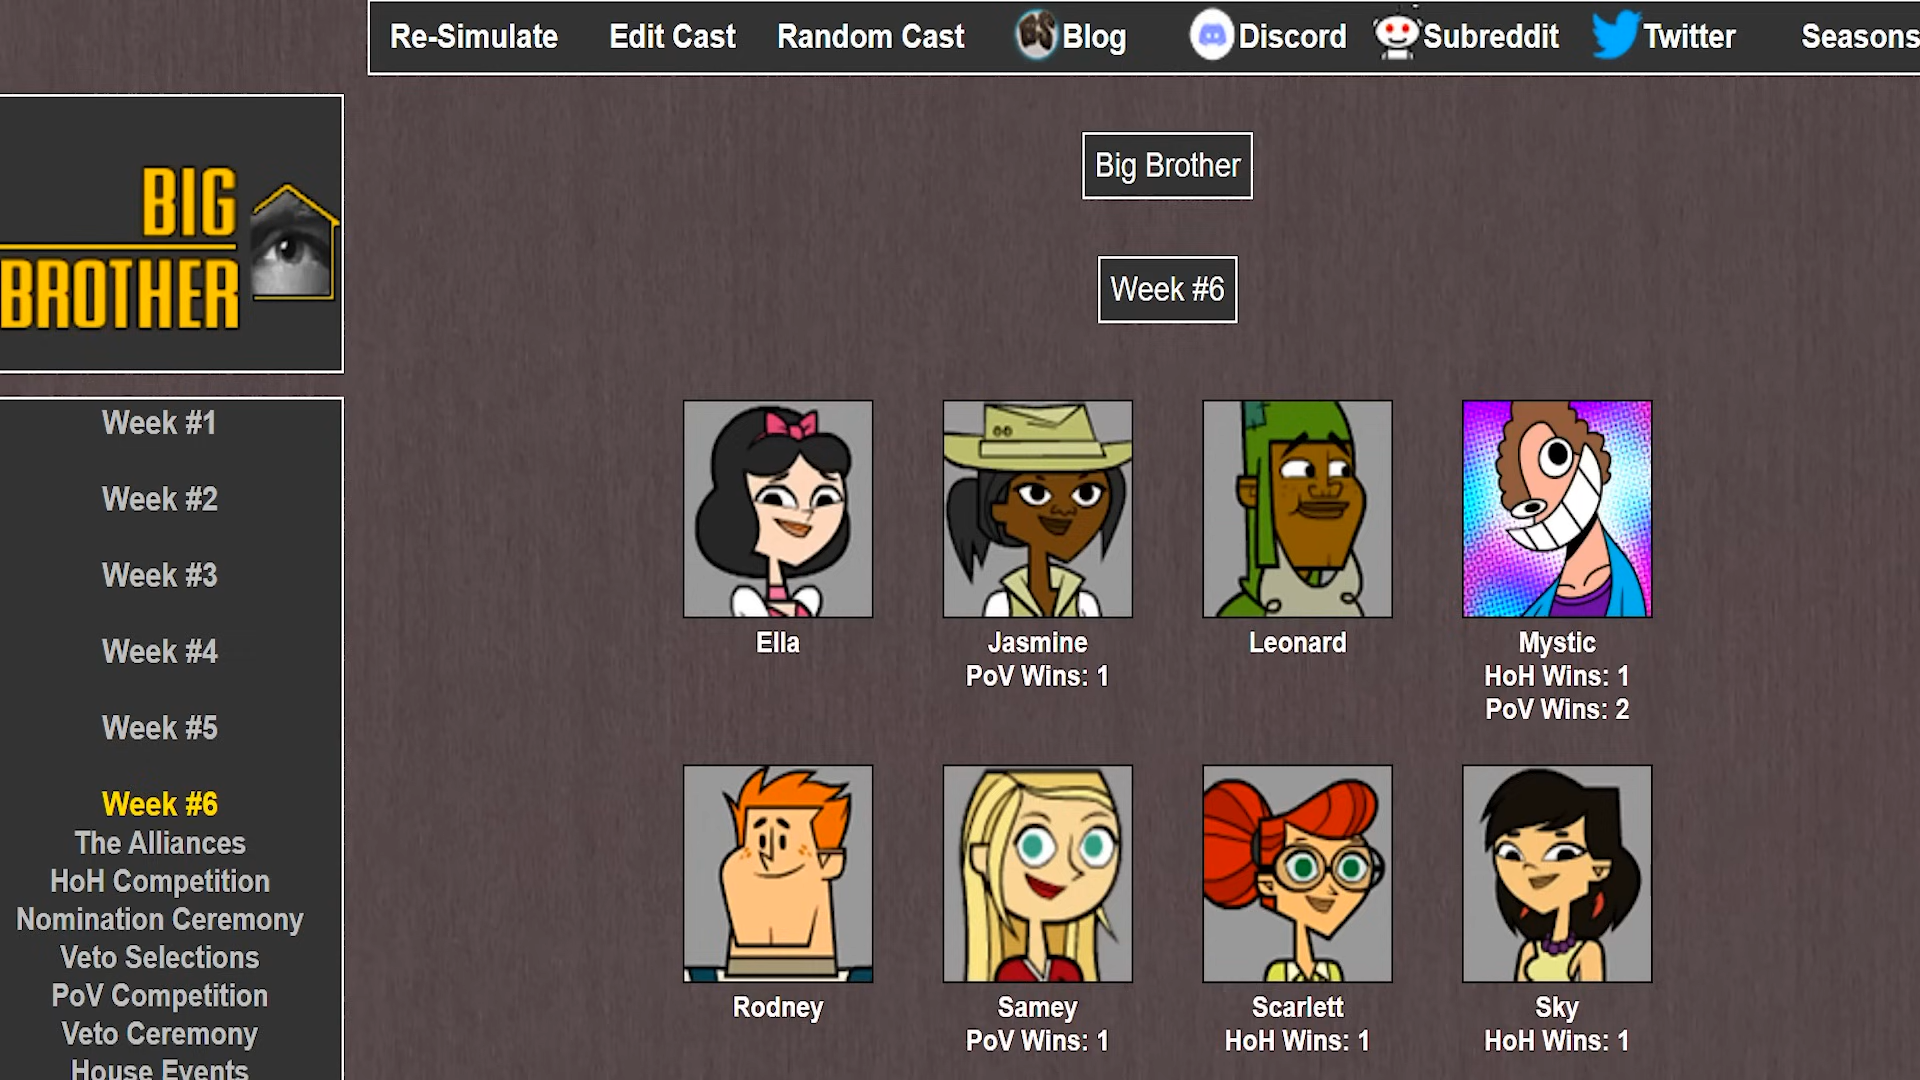 Re-Simulate Edit Cast Random Cast Blog Discord Subreddit Twitter Seasons
BIG
BROTHER
Big Brother
Week #6
Week #1
Week #2
Week #3
Week #4
Week #5
Week #6
The Alliances
HoH Competition
Nomination Ceremony
Veto Selections
PoV Competition
Veto Ceremony
House Events
Ella
Jasmine
PoV Wins: 1
Leonard
Mystic
HoH Wins: 1
PoV Wins: 2
Rodney
Samey
PoV Wins: 1
Scarlett
HoH Wins: 1
Sky
HoH Wins: 1